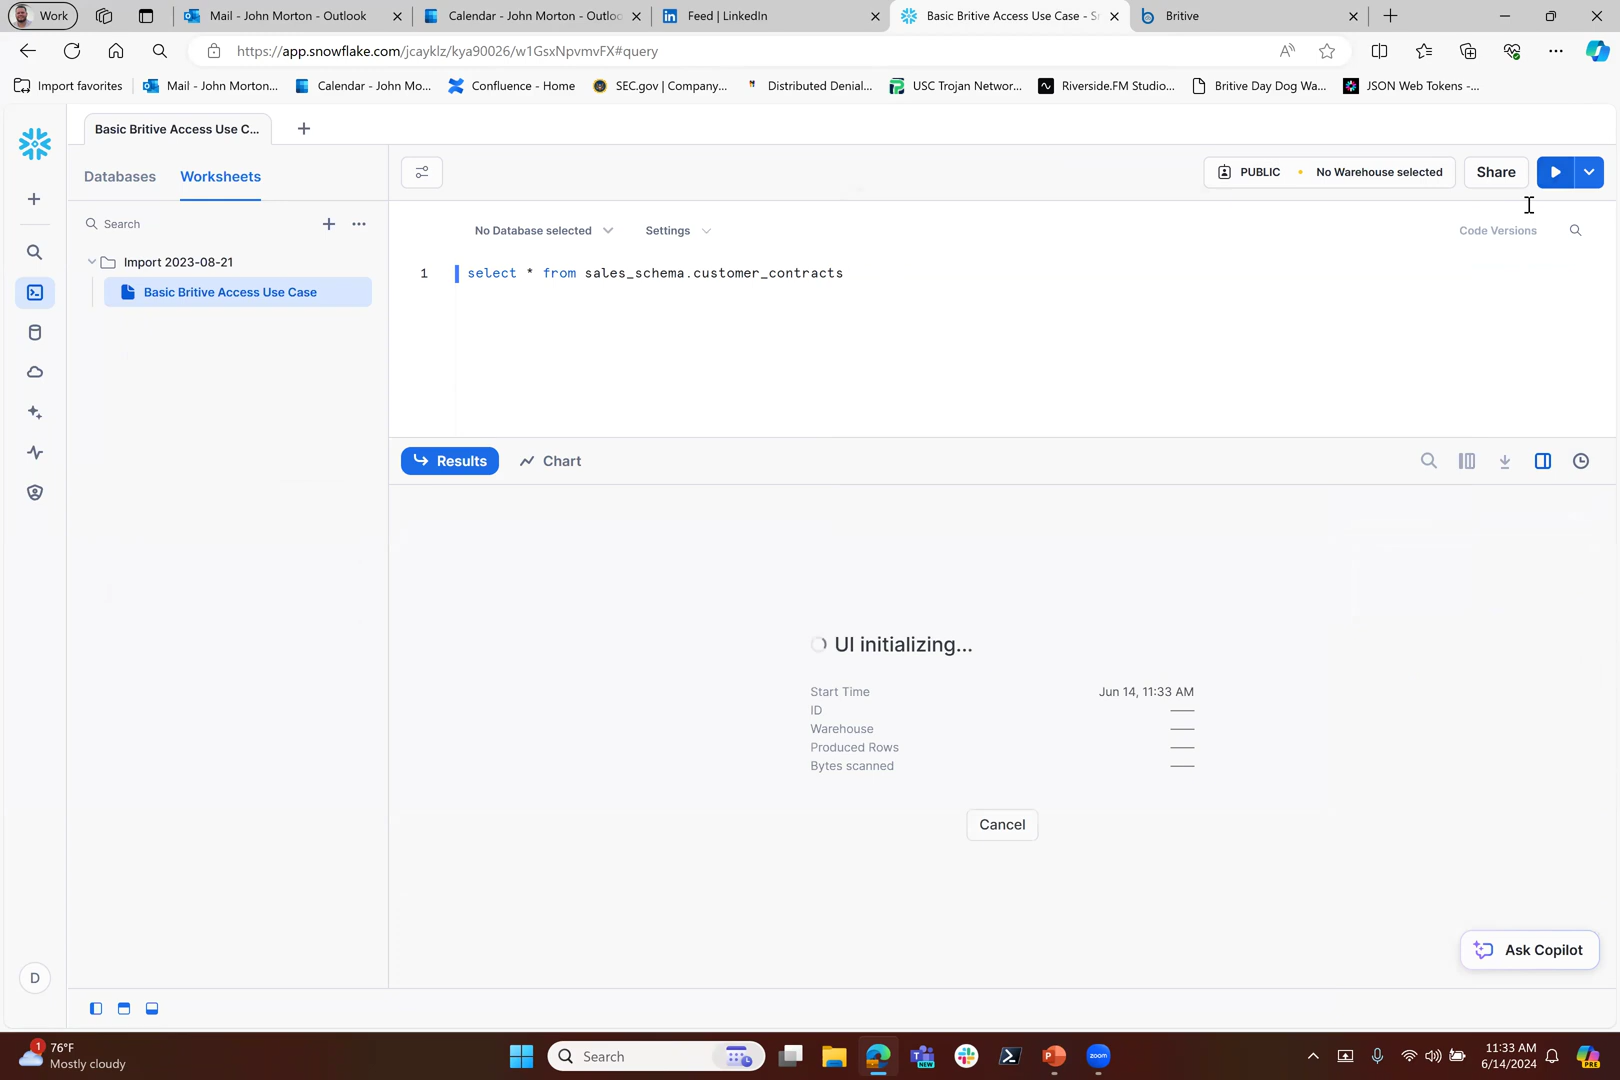 Work
Mail - John Morton - Outlook
Calendar - John Morton - Outloo
Feed | LinkedIn
Basic Britive Access Use Case - Sn
Britive
https://app.snowflake.com/jcayklz/kya90026/w1GsxNpvmvFX#query
Import favorites
Mail - John Morton...
Calendar - John Mo...
Confluence - Home
SEC.gov | Company...
Distributed Denial...
USC Trojan Networ...
Riverside.FM Studio...
Britive Day Dog Wa...
JSON Web Tokens -...
Basic Britive Access Use C...
Databases
Worksheets
PUBLIC
No Warehouse selected
Share
Search
No Database selected
Settings
Code Versions
Import 2023-08-21
Basic Britive Access Use Case
1
select * from sales_schema.customer_contracts
Results
Chart
UI initializing...
Start Time Jun 14, 11:33 AM
ID
Warehouse
Produced Rows
Bytes scanned
Cancel
Ask Copilot
D
1
76°F
Mostly cloudy
Search
NEW
zoom
11:33 AM
6/14/2024
PRE